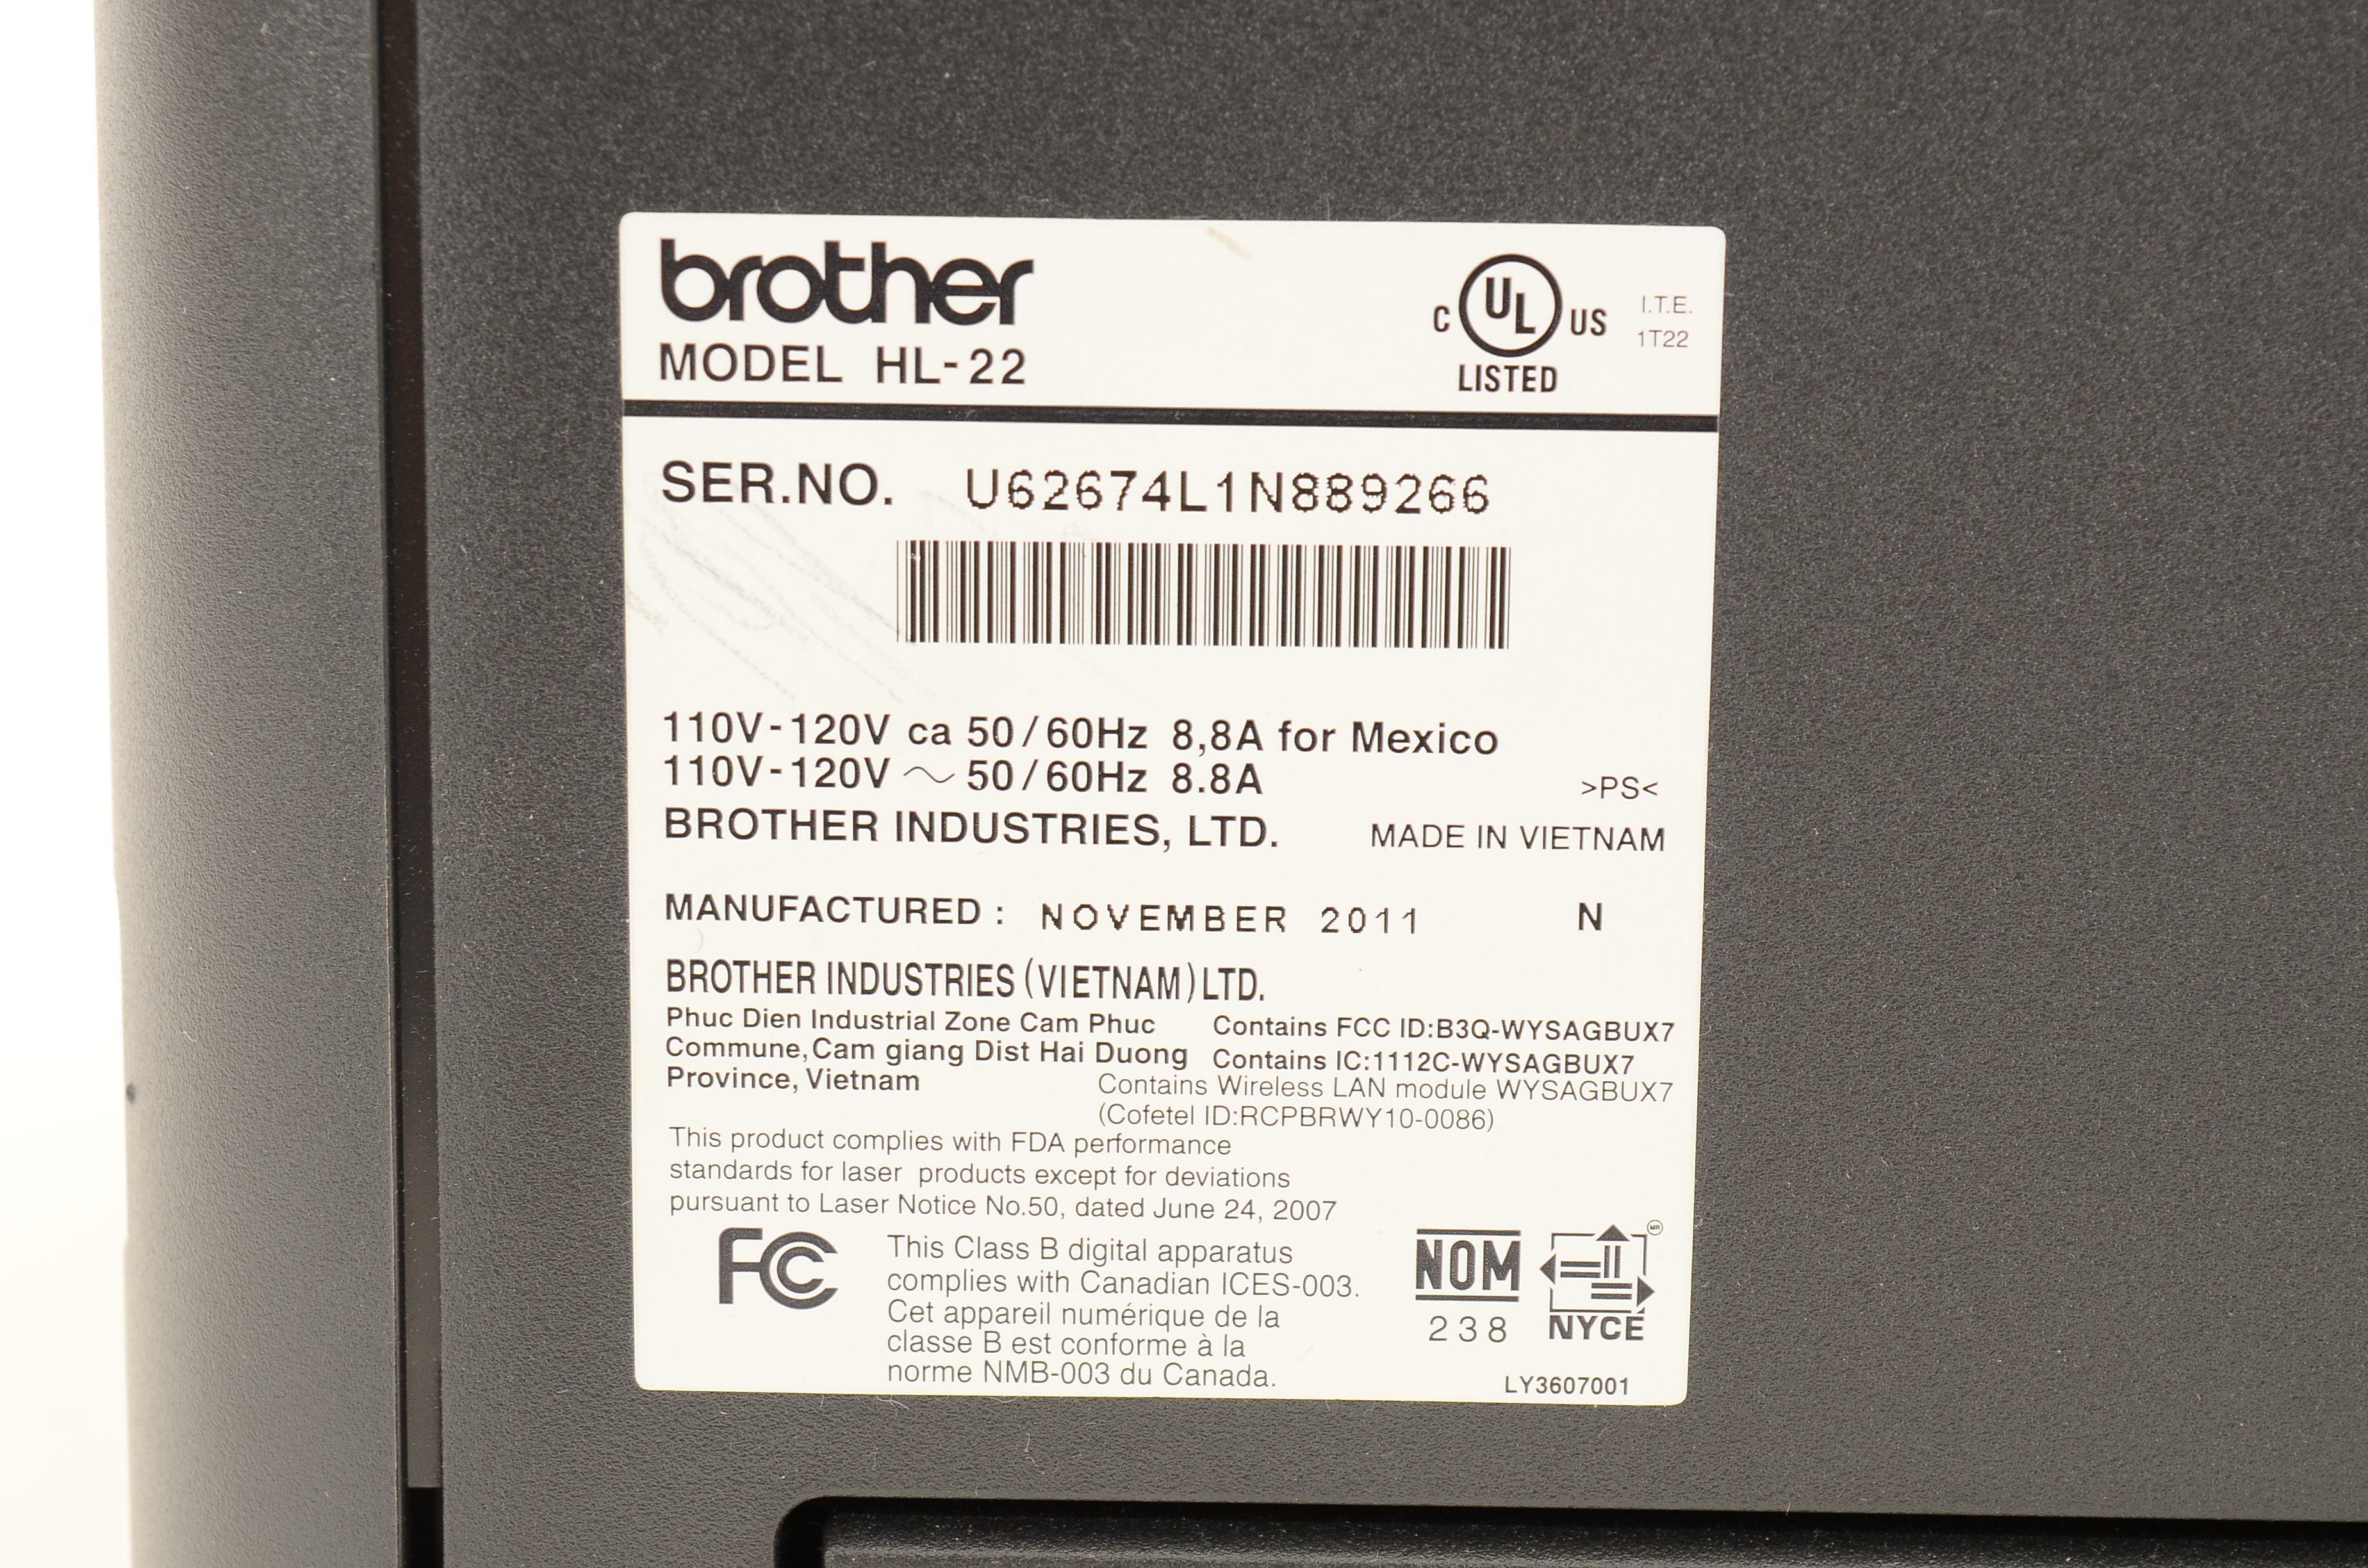 brother
MODEL HL-22
C UL US
LISTED
I.T.E.
1T22
SER.NO. U62674L1N889266
110V-120V ca 50/60Hz 8,8A for Mexico
110V-120V ~ 50/60Hz 8.8A
>PS<
BROTHER INDUSTRIES, LTD. MADE IN VIETNAM
MANUFACTURED : NOVEMBER 2011 N
BROTHER INDUSTRIES (VIETNAM) LTD.
Phuc Dien Industrial Zone Cam Phuc
Commune, Cam giang Dist Hai Duong
Province, Vietnam
Contains FCC ID:B3Q-WYSAGBUX7
Contains IC:1112C-WYSAGBUX7
Contains Wireless LAN module WYSAGBUX7
(Cofetel ID:RCPBRWY10-0086)
This product complies with FDA performance
standards for laser products except for deviations
pursuant to Laser Notice No.50, dated June 24, 2007
FC
This Class B digital apparatus
complies with Canadian ICES-003.
Cet appareil numérique de la
classe B est conforme à la
norme NMB-003 du Canada.
NOM
238
MR
NYCE
LY3607001